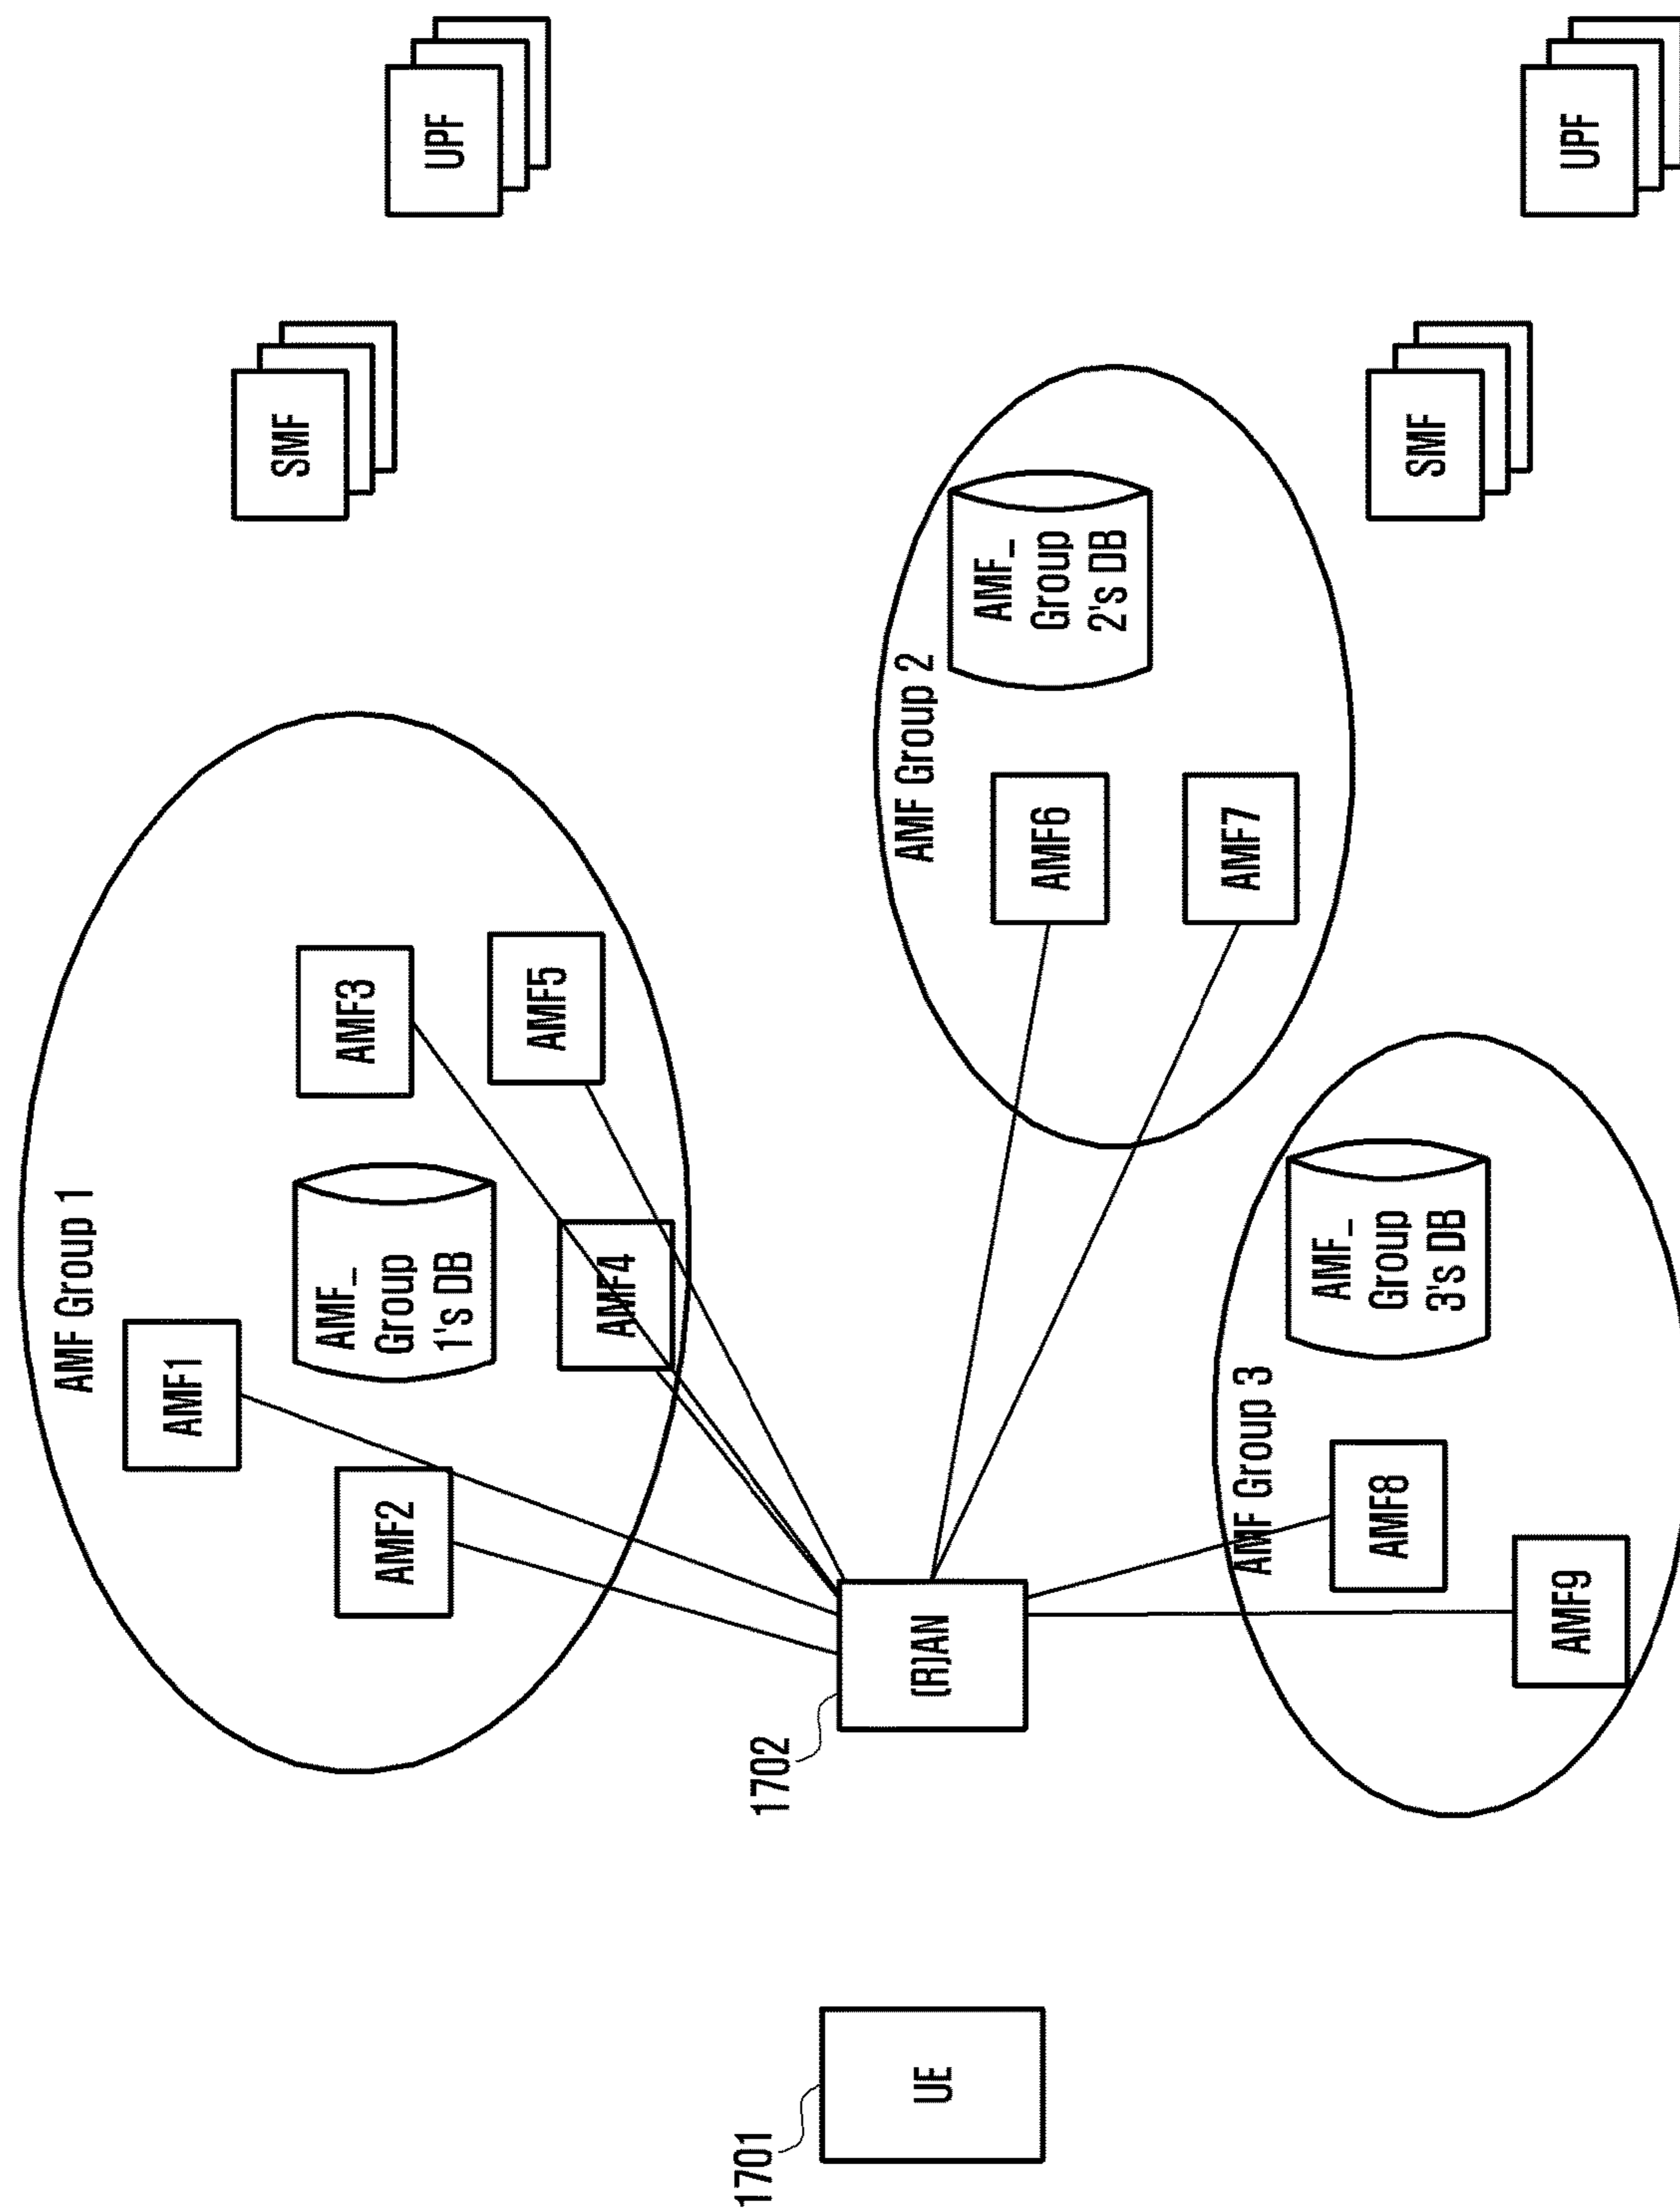 AMF Group 1
AMF1
AMF2
AMF_
Group
1's DB
AMF3
AMF4
AMF5
SMF
UPF
1701
UE
1702
(R)AN
AMF Group 2
AMF6
AMF7
AMF_
Group
2's DB
AMF Group 3
AMF8
AMF9
AMF_
Group
3's DB
SMF
UPF